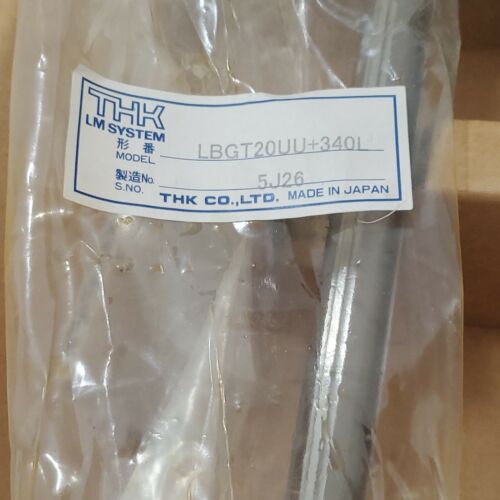 THK
LM SYSTEM
形番
MODEL LBGT20UU+340L
製造No.
S.NO. 5J26
THK CO.,LTD. MADE IN JAPAN